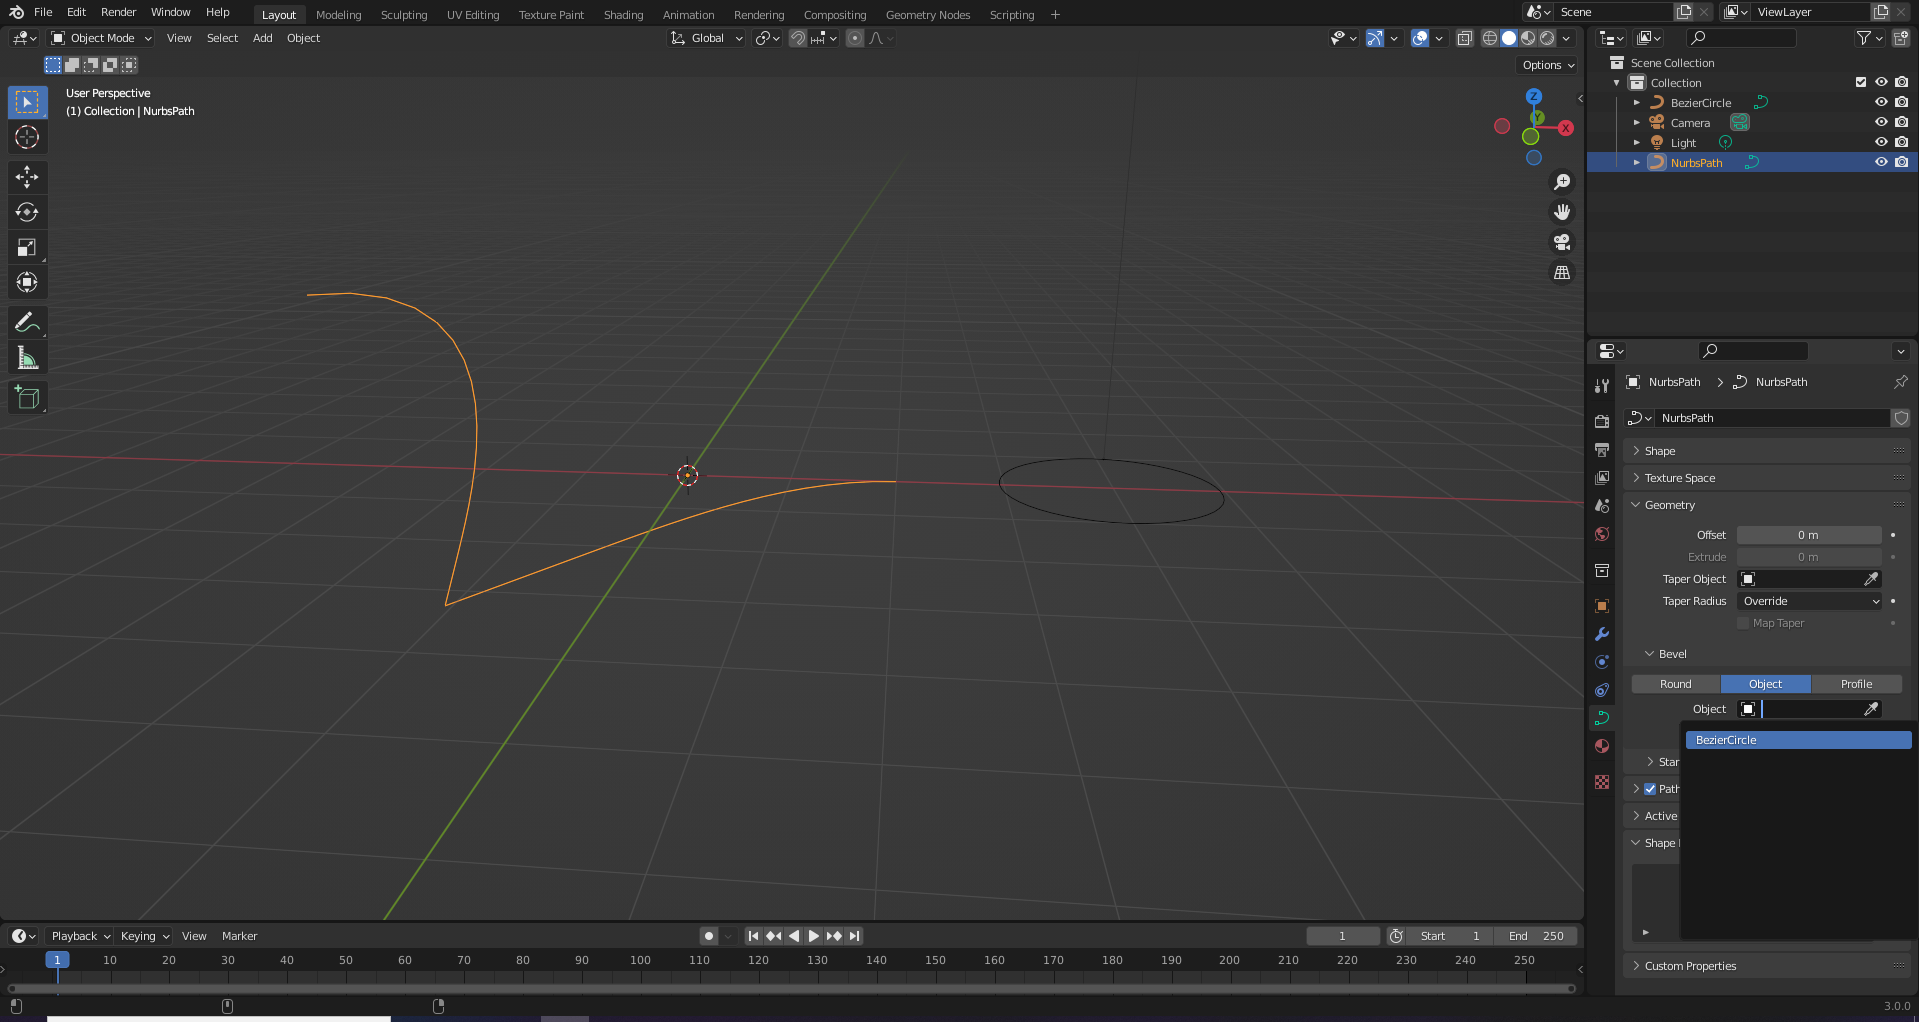 File Edit Render Window Help Layout Modeling Sculpting UV Editing Texture Paint Shading Animation Rendering Compositing Geometry Nodes Scripting + Scene ViewLayer
Object Mode View Select Add Object Global
Options
User Perspective
(1) Collection | NurbsPath
Z
Y
X
Scene Collection
Collection
BezierCircle
Camera
Light
NurbsPath
NurbsPath > NurbsPath
NurbsPath
Shape
Texture Space
Geometry
Offset 0 m
Extrude 0 m
Taper Object
Taper Radius Override
Map Taper
Bevel
Round Object Profile
Object
BezierCircle
Star
Path
Active
Shape
Custom Properties
Playback Keying View Marker 1 Start 1 End 250
1 10 20 30 40 50 60 70 80 90 100 110 120 130 140 150 160 170 180 190 200 210 220 230 240 250
3.0.0